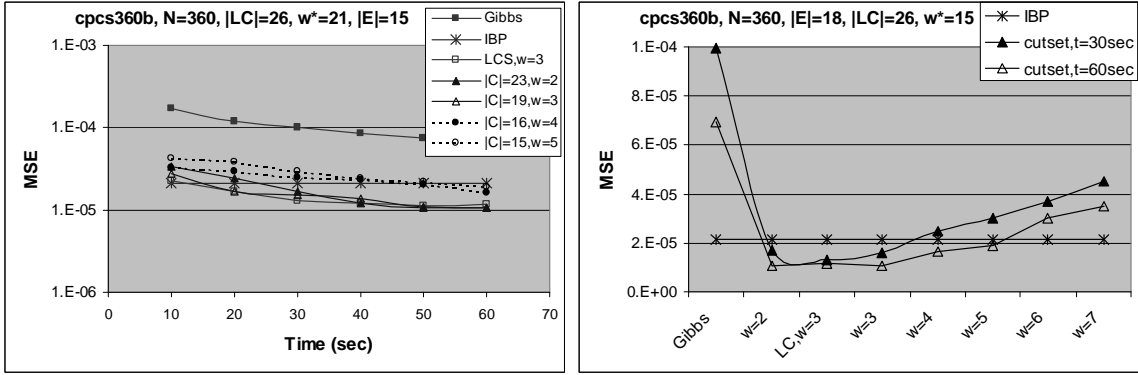 cpcs360b, N=360, |LC|=26, w*=21, |E|=15
Gibbs
IBP
LCS,w=3
|C|=23,w=2
|C|=19,w=3
|C|=16,w=4
|C|=15,w=5
1.E-03
1.E-04
1.E-05
1.E-06
MSE
0
10
20
30
40
50
60
70
Time (sec)
cpcs360b, N=360, |E|=18, |LC|=26, w*=15
IBP
cutset,t=30sec
cutset,t=60sec
1.E-04
8.E-05
6.E-05
4.E-05
2.E-05
0.E+00
MSE
Gibbs
w=2
LC,w=3
w=3
w=4
w=5
w=6
w=7